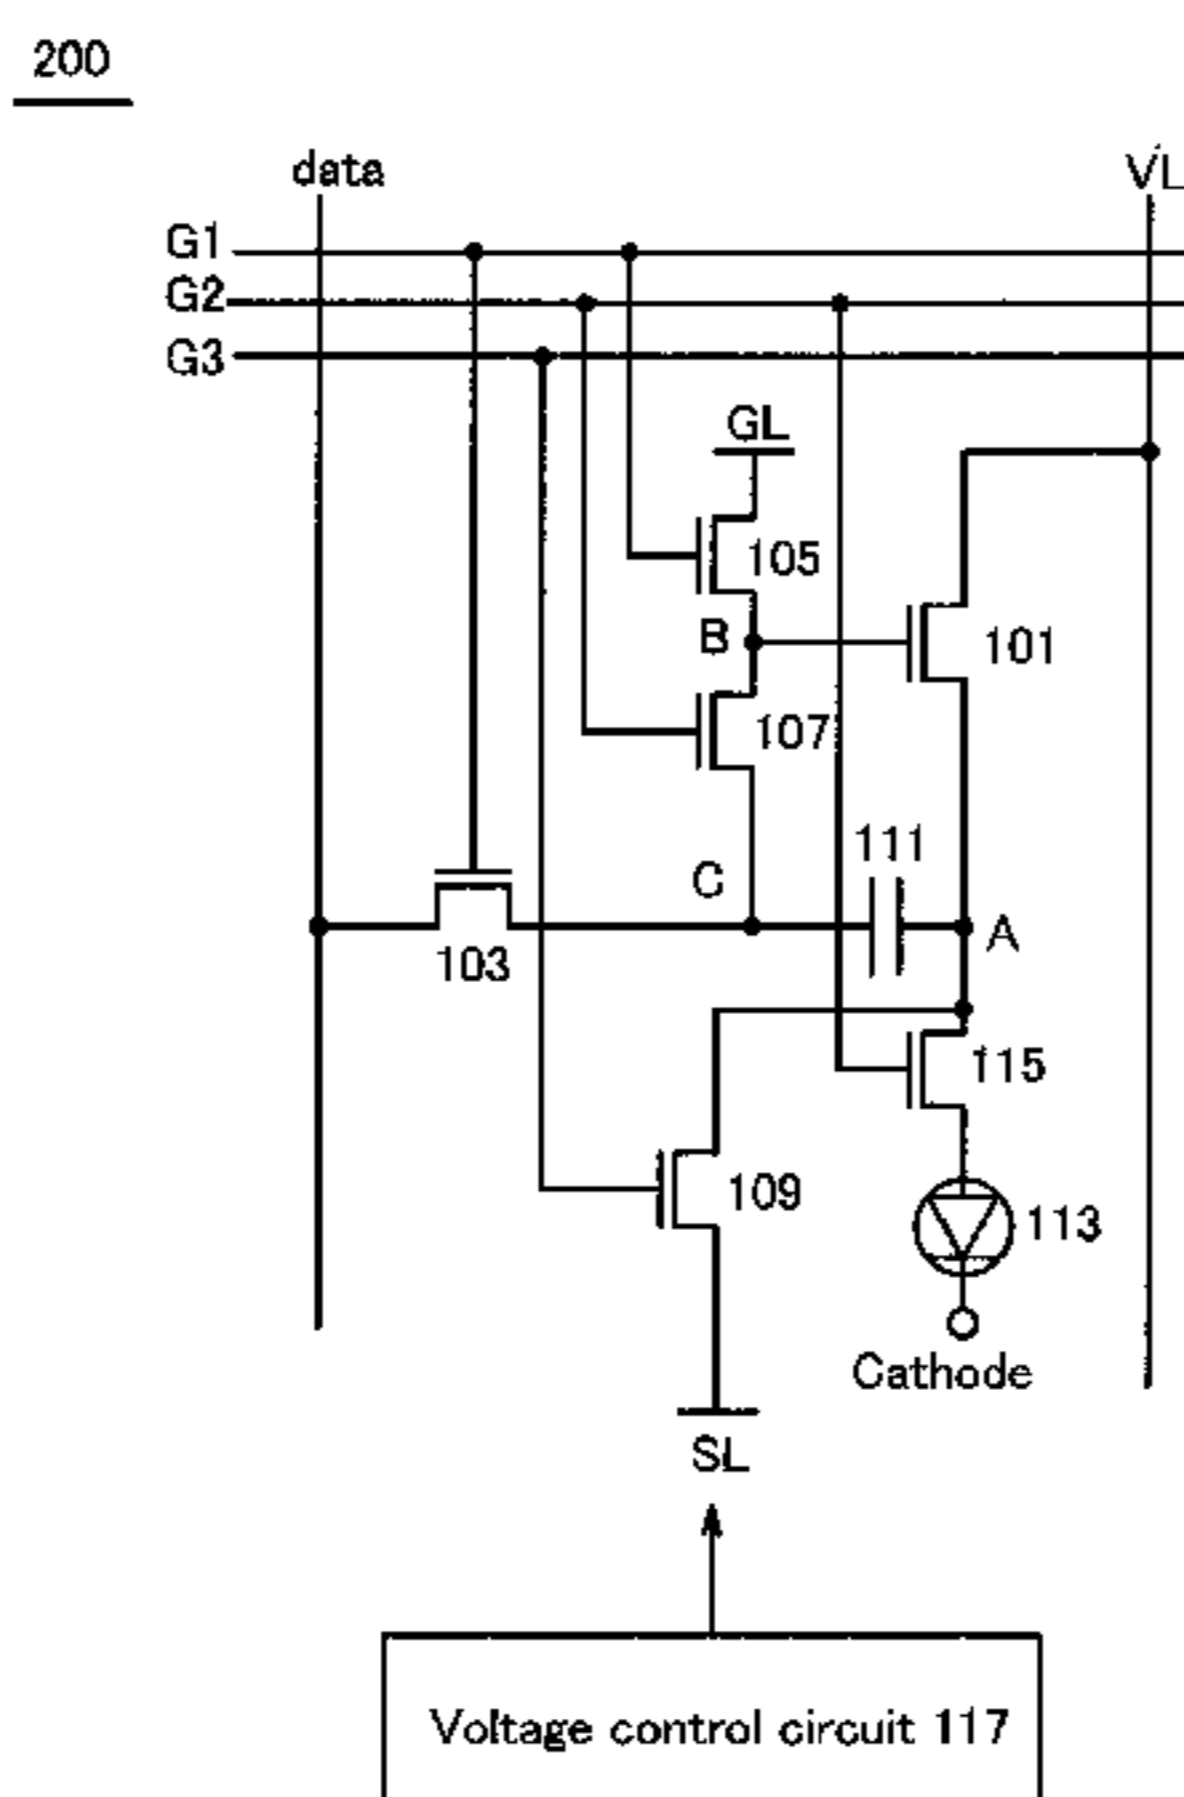 200
data
VL
G1
G2
G3
GL
105
B
101
107
111
C
A
103
115
109
113
Cathode
SL
Voltage control circuit 117